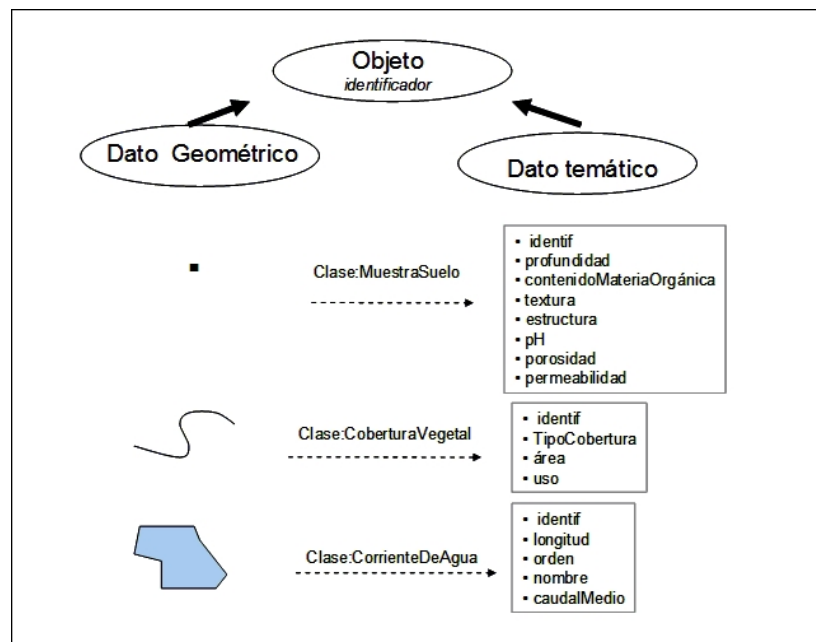 Objeto
identificador
Dato Geométrico
Dato temático
Clase:MuestraSuelo
▪ identif
▪ profundidad
▪ contenidoMateriaOrgánica
▪ textura
▪ estructura
▪ pH
▪ porosidad
▪ permeabilidad
Clase:CoberturaVegetal
▪ identif
▪ TipoCobertura
▪ área
▪ uso
Clase:CorrienteDeAgua
▪ identif
▪ longitud
▪ orden
▪ nombre
▪ caudalMedio